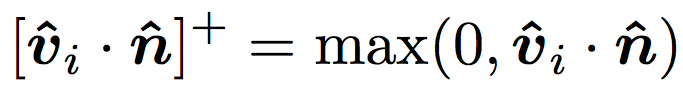 [v̂ᵢ · n̂]⁺ = max(0, v̂ᵢ · n̂)